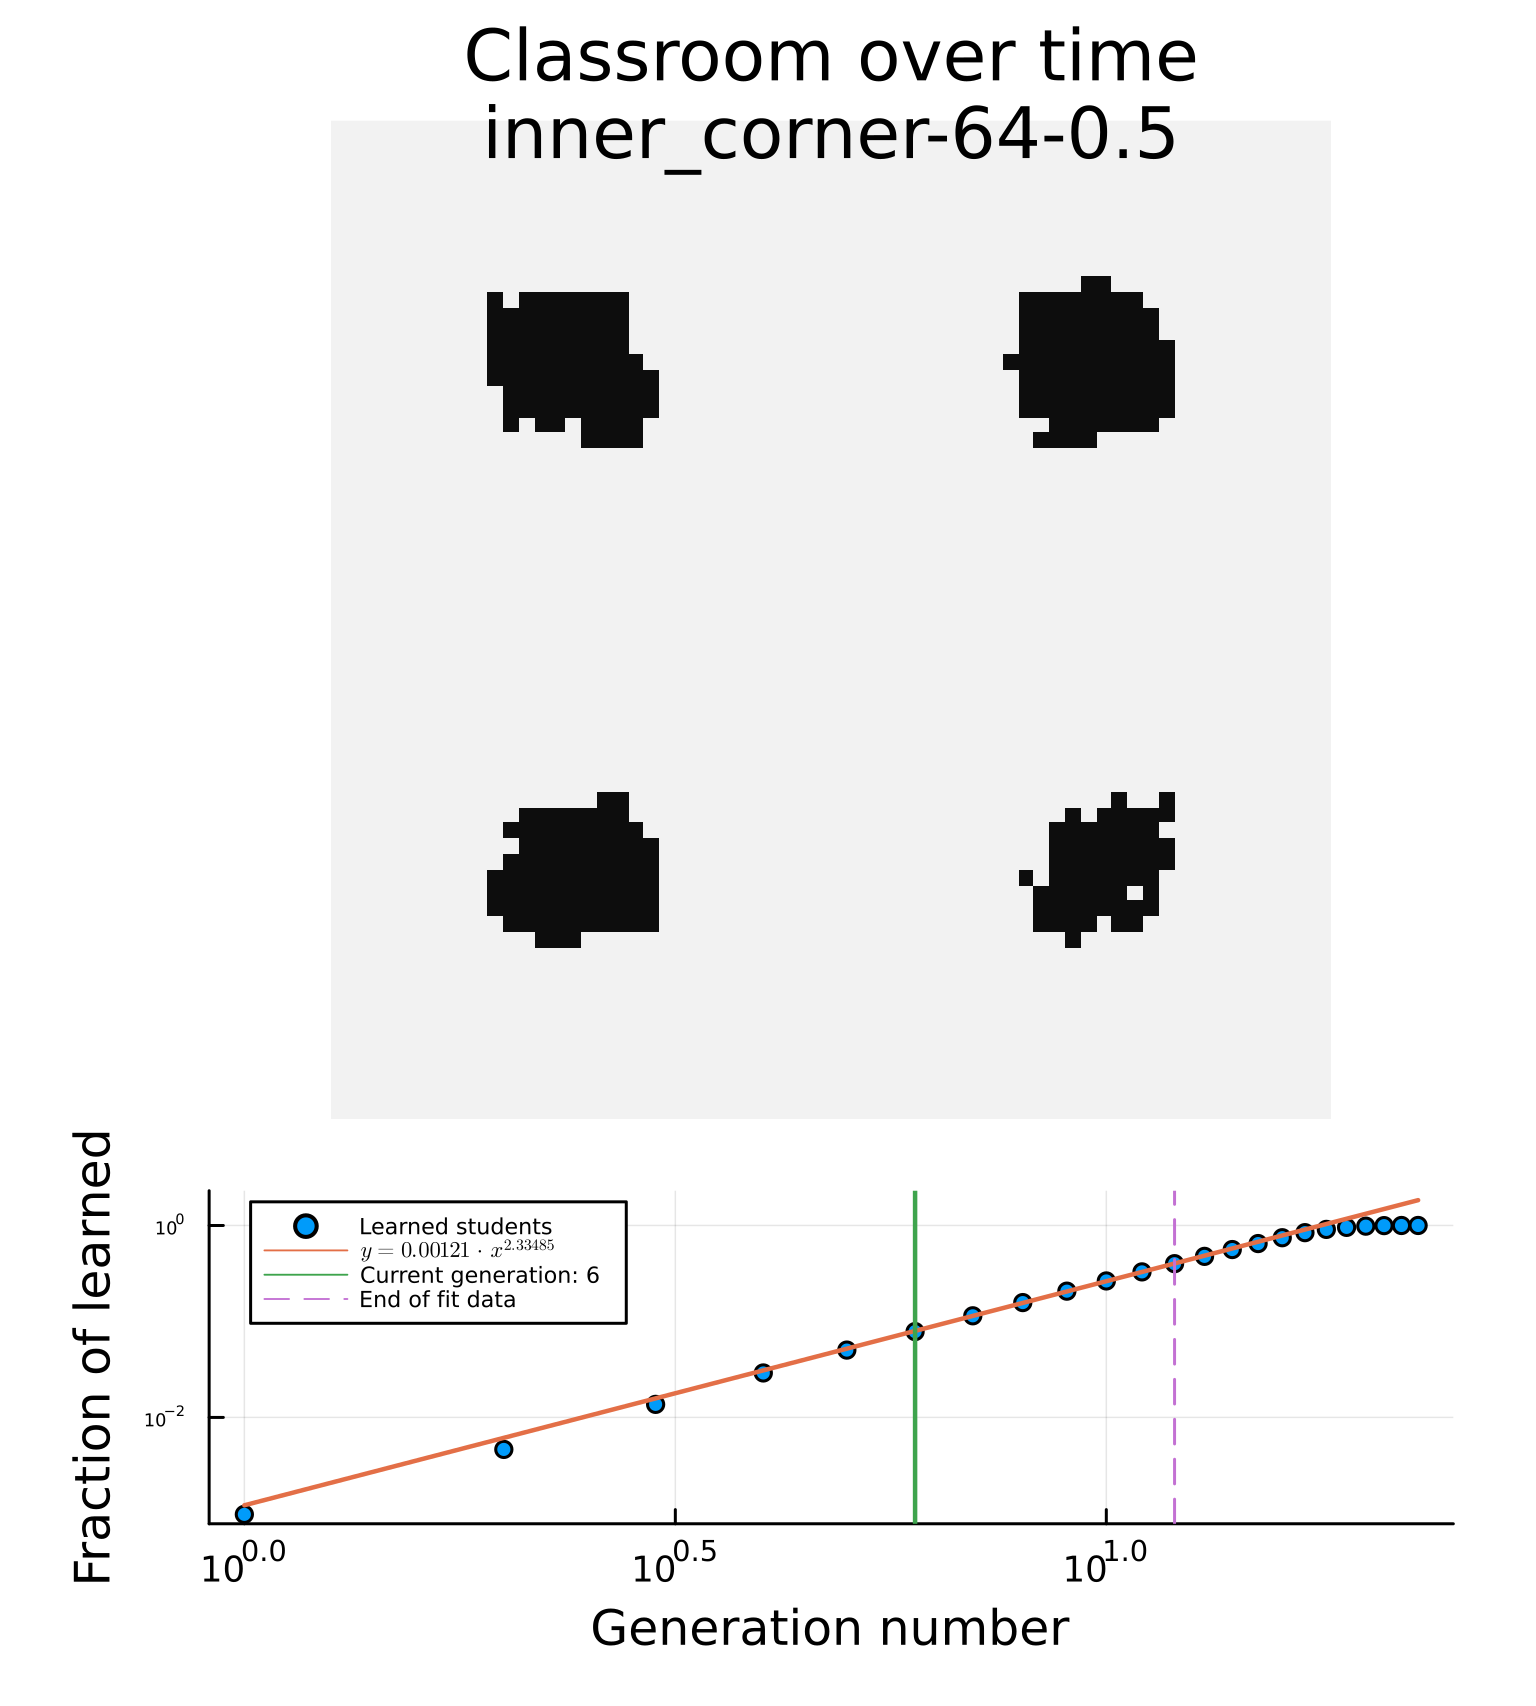 Classroom over time
inner_corner-64-0.5
Fraction of learned
10^0
10^−2
Learned students
y = 0.00121 · x^2.33485
Current generation: 6
End of fit data
10^0.0 10^0.5 10^1.0
Generation number